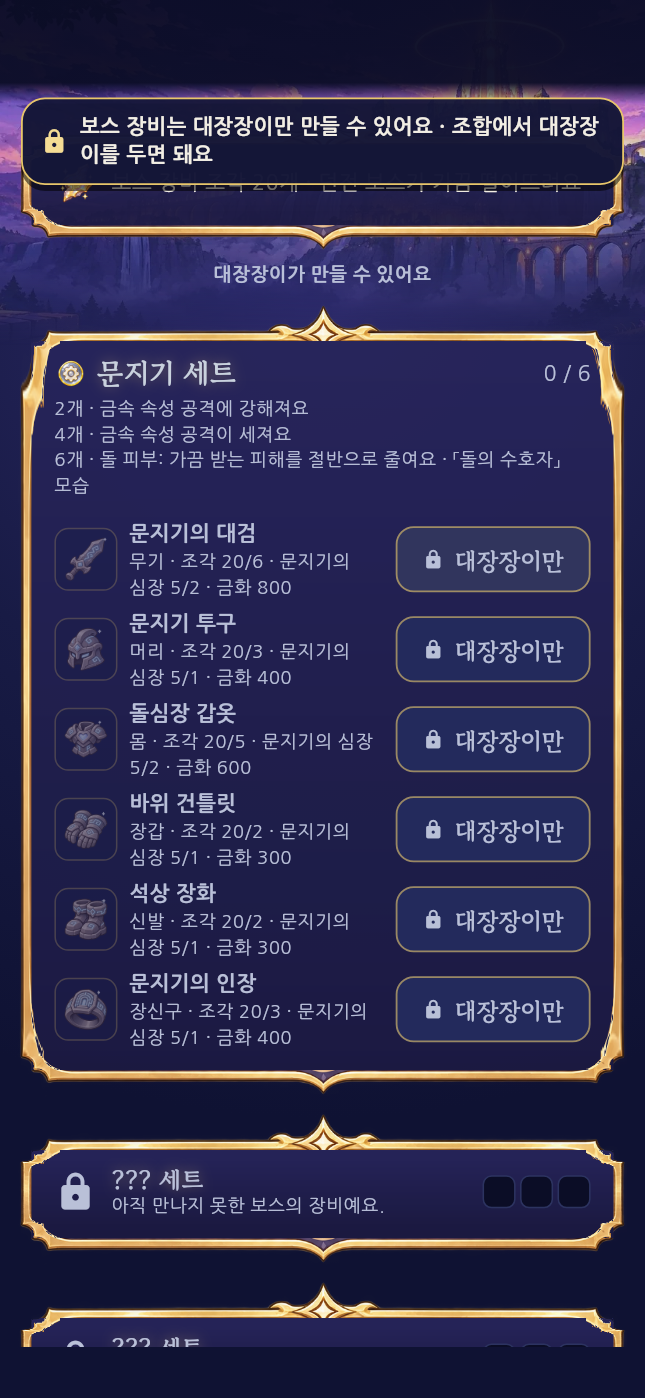 보스 장비는 대장장이만 만들 수 있어요 · 조합에서 대장장
이를 두면 돼요
대장장이가 만들 수 있어요
문지기 세트
0 / 6
2개 · 금속 속성 공격에 강해져요
4개 · 금속 속성 공격이 세져요
6개 · 돌 피부: 가끔 받는 피해를 절반으로 줄여요 · 「돌의 수호자」
모습
문지기의 대검
무기 · 조각 20/6 · 문지기의
심장 5/2 · 금화 800
대장장이만
문지기 투구
머리 · 조각 20/3 · 문지기의
심장 5/1 · 금화 400
대장장이만
돌심장 갑옷
몸 · 조각 20/5 · 문지기의 심장
5/2 · 금화 600
대장장이만
바위 건틀릿
장갑 · 조각 20/2 · 문지기의
심장 5/1 · 금화 300
대장장이만
석상 장화
신발 · 조각 20/2 · 문지기의
심장 5/1 · 금화 300
대장장이만
문지기의 인장
장신구 · 조각 20/3 · 문지기의
심장 5/1 · 금화 400
대장장이만
??? 세트
아직 만나지 못한 보스의 장비예요.
??? 세트